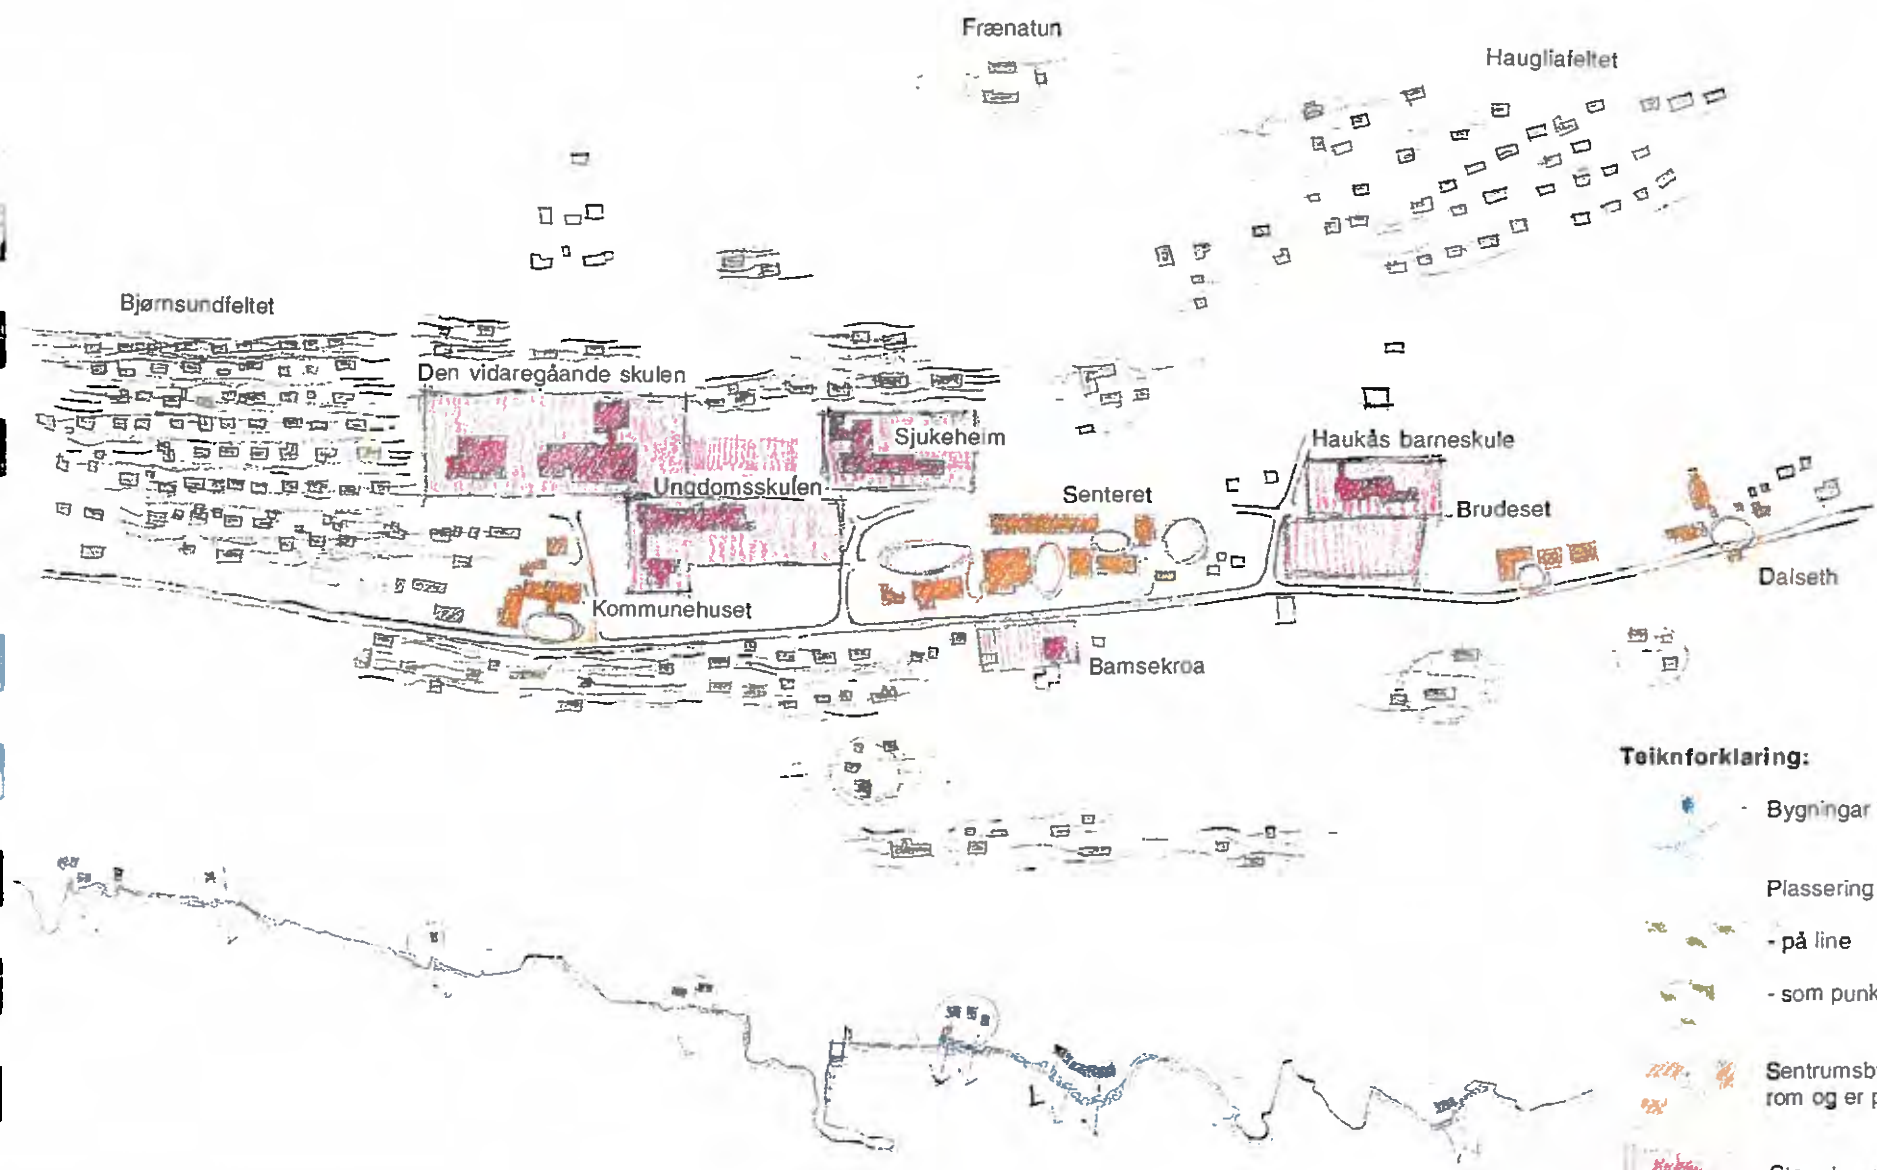 Frænatun
Haugliafeltet
Bjørnsundfeltet
Den vidaregåande skulen
Sjukeheim
Haukås barneskule
Ungdomsskulen
Senteret
Brudeset
Dalseth
Kommunehuset
Bamsekroa
Teiknforklaring:
- Bygningar
Plassering
- på line
- som punk
Sentrumsb
rom og er p